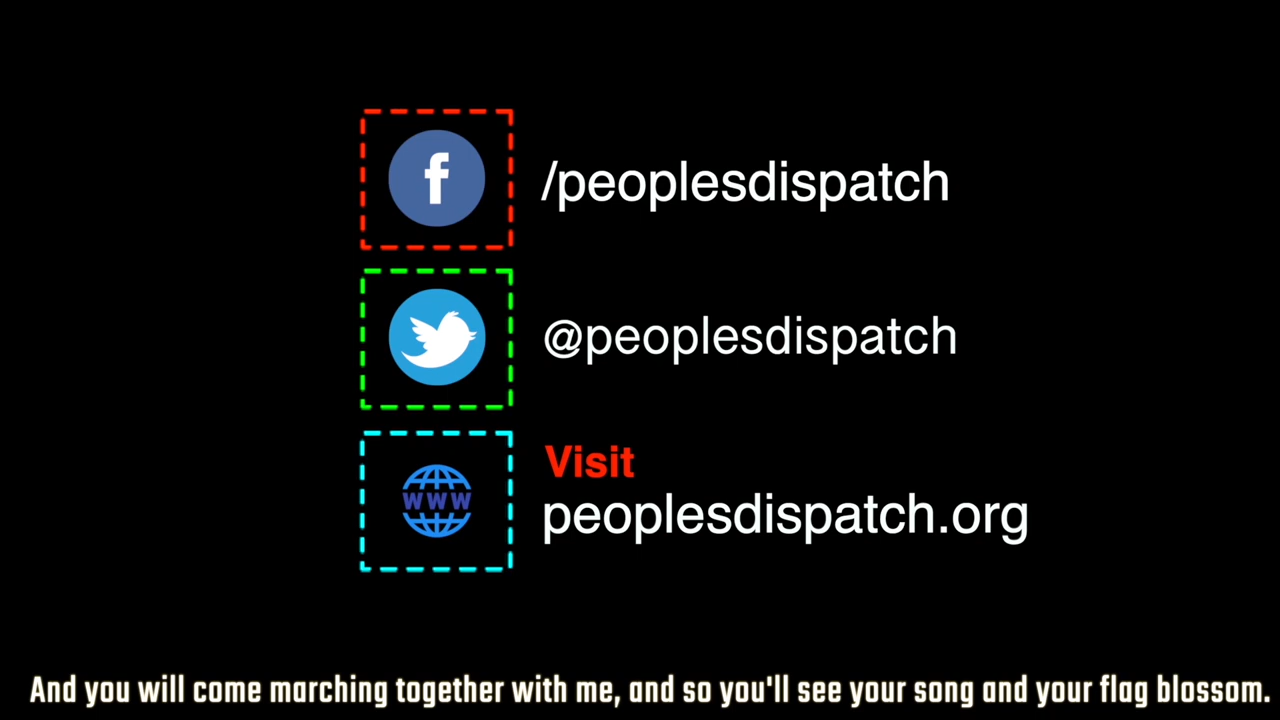 f
/peoplesdispatch
@peoplesdispatch
Visit
WWW
peoplesdispatch.org
And you will come marching together with me, and so you'll see your song and your flag blossom.